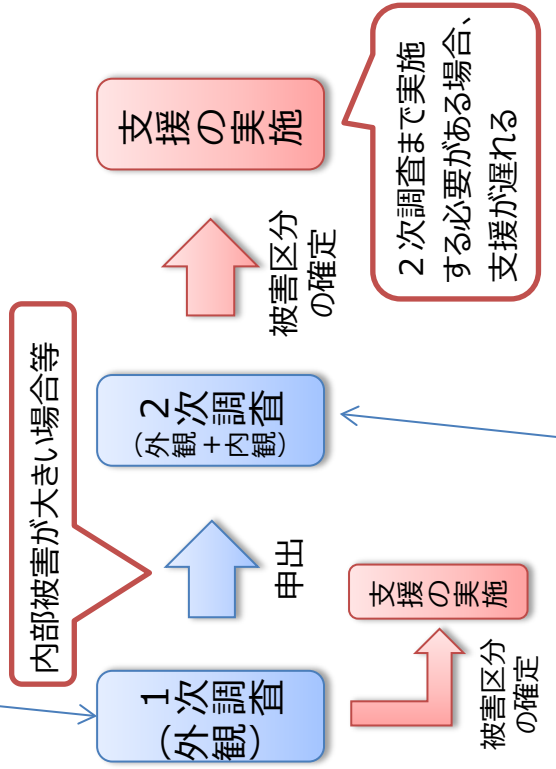 内部被害が大きい場合等
1次調査
(外観)
申出
2次調査
(外観+内観)
被害区分
の確定
支援の実施
2次調査まで実施
する必要がある場合、
支援が遅れる
被害区分
の確定
支援の実施